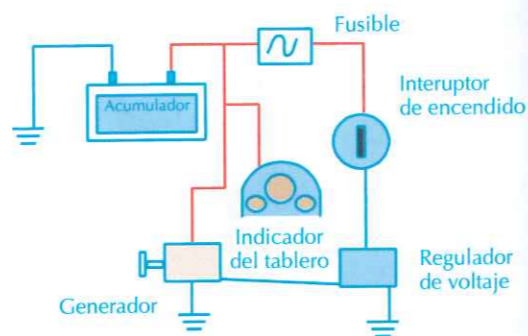 Fusible
Acumulador
Interuptor
de encendido
Indicador
del tablero
Regulador
de voltaje
Generador